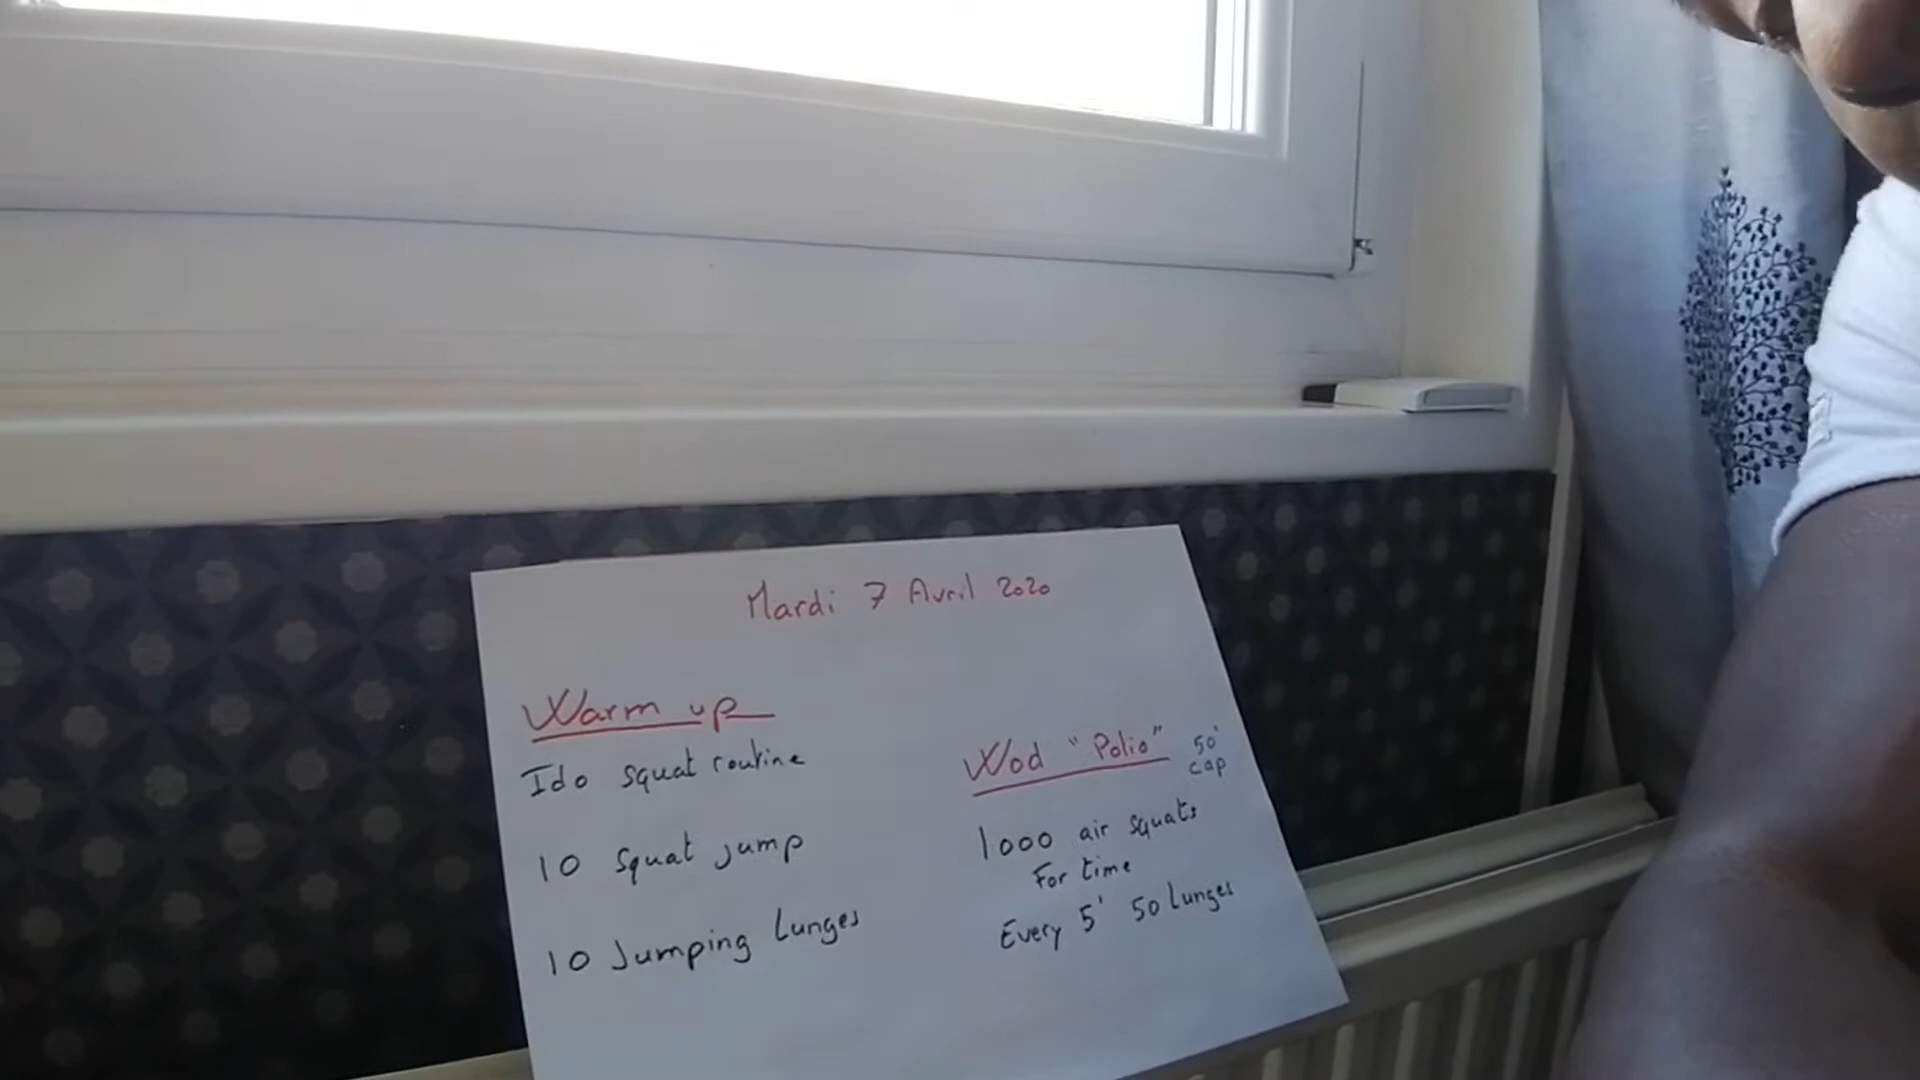 Mardi 7 Avril 2020
Warm up
Ido squat routine
10 squat jump
10 Jumping Lunges
Wod "Polio" 50' cap
1000 air squats
For time
Every 5' 50 Lunges